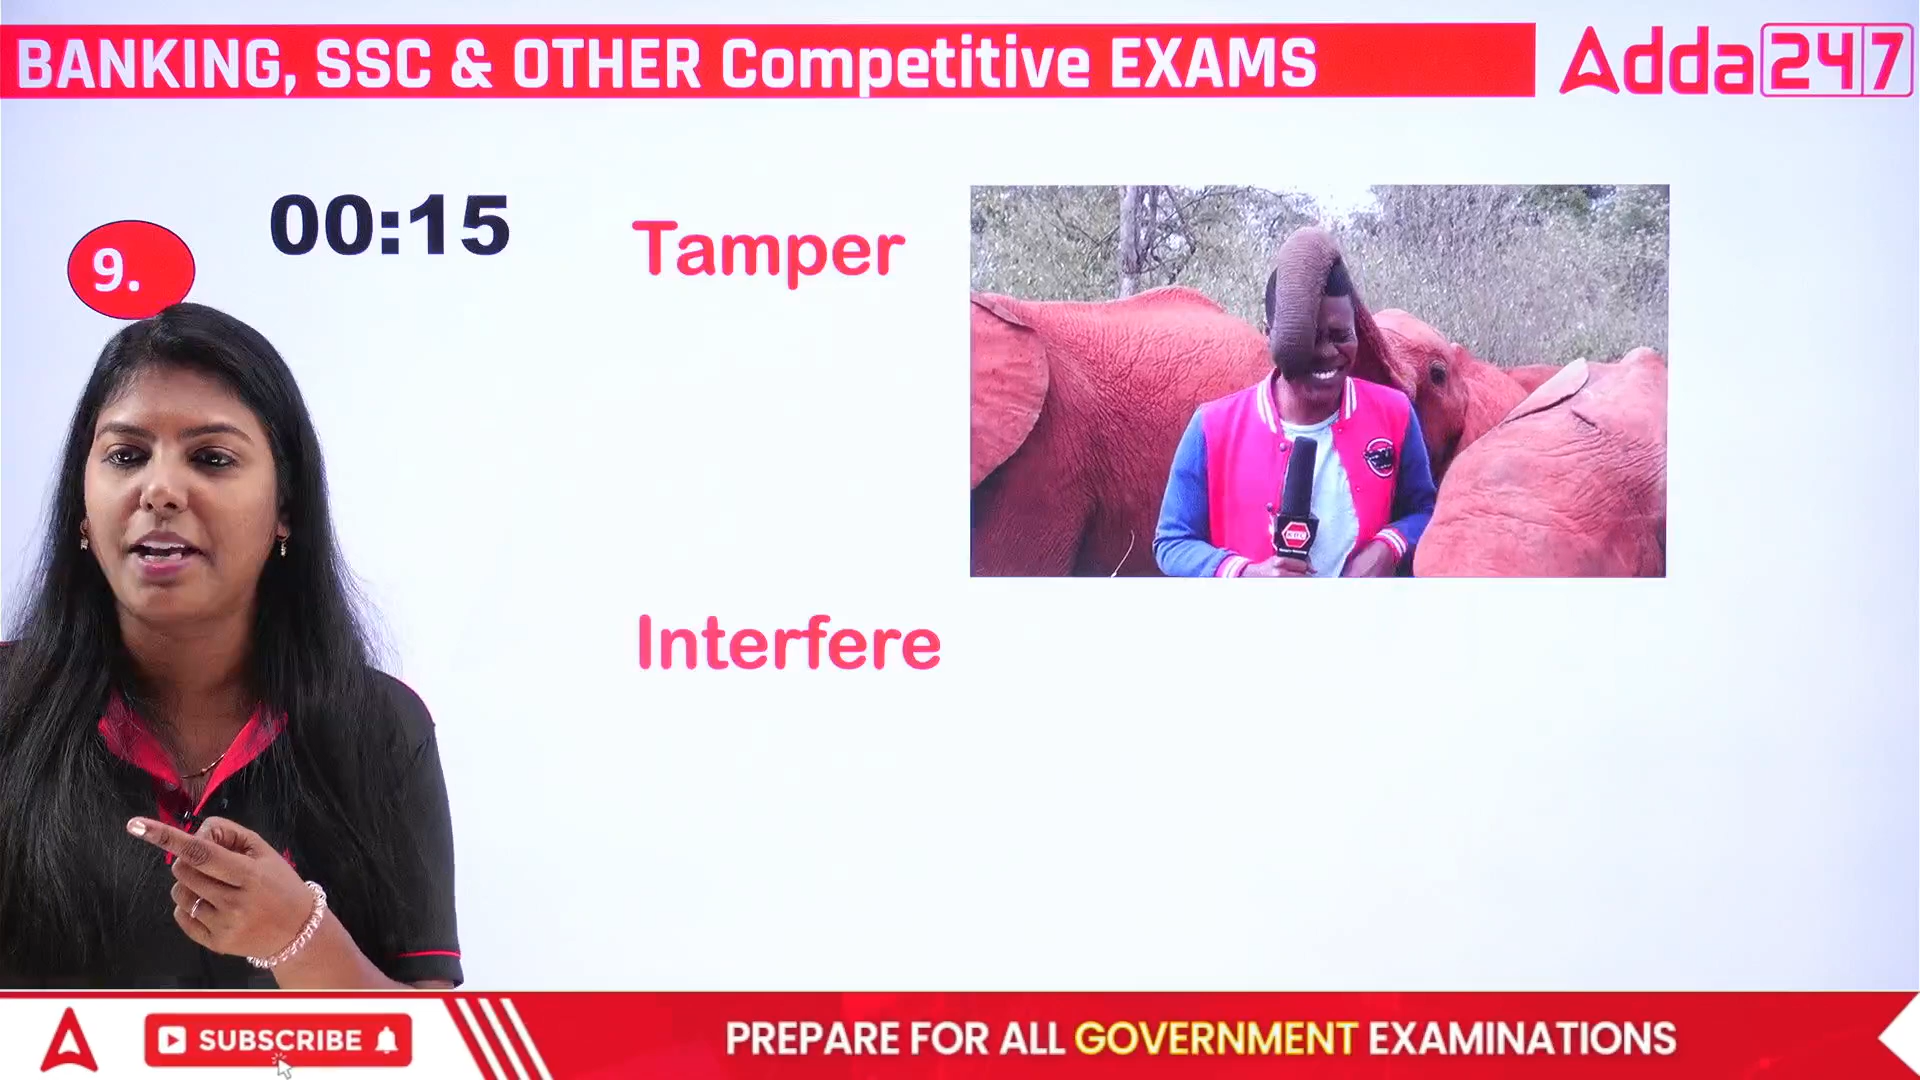 BANKING, SSC & OTHER Competitive EXAMS
Adda247
00:15
9.
Tamper
Interfere
SUBSCRIBE
PREPARE FOR ALL GOVERNMENT EXAMINATIONS